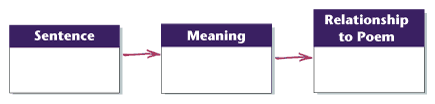 Sentence
Meaning
Relationship
to Poem